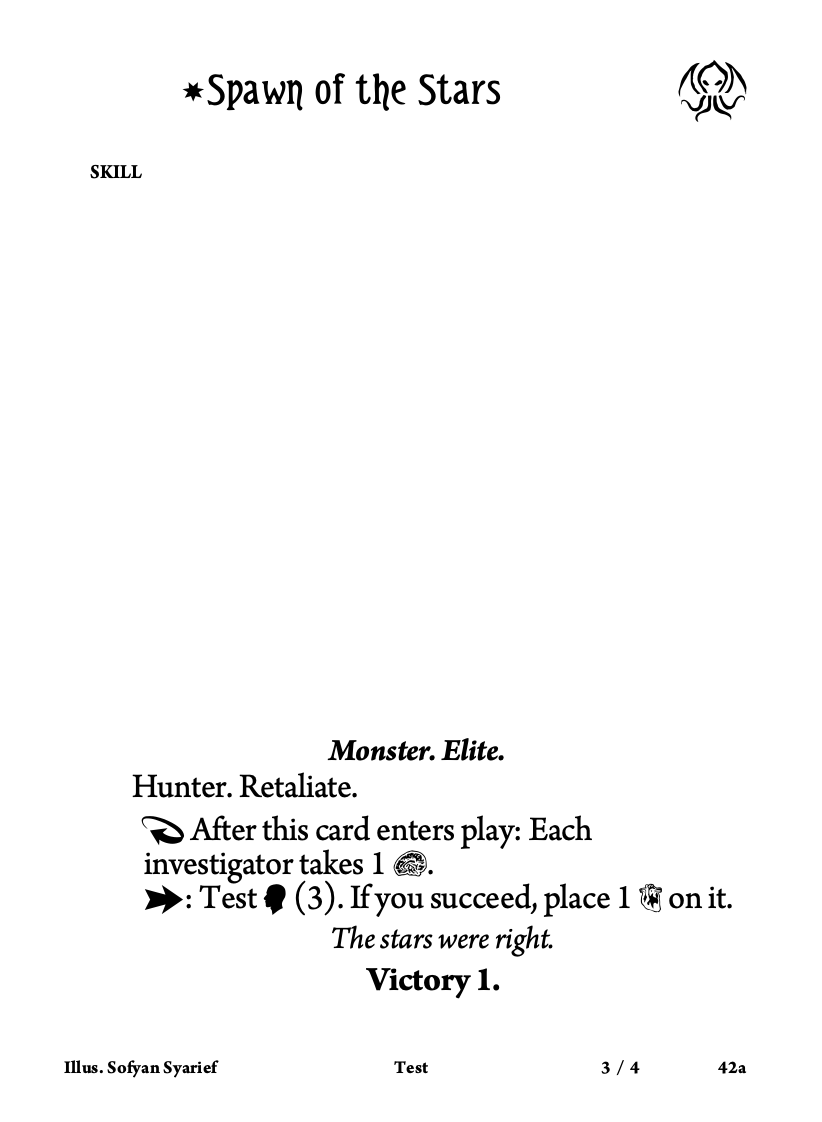 Spawn of the Stars
SKILL
Monster. Elite.
Hunter. Retaliate.
After this card enters play: Each
investigator takes 1 .
: Test (3). If you succeed, place 1 on it.
The stars were right.
Victory 1.
Illus. Sofyan Syarief Test 3 / 4 42a